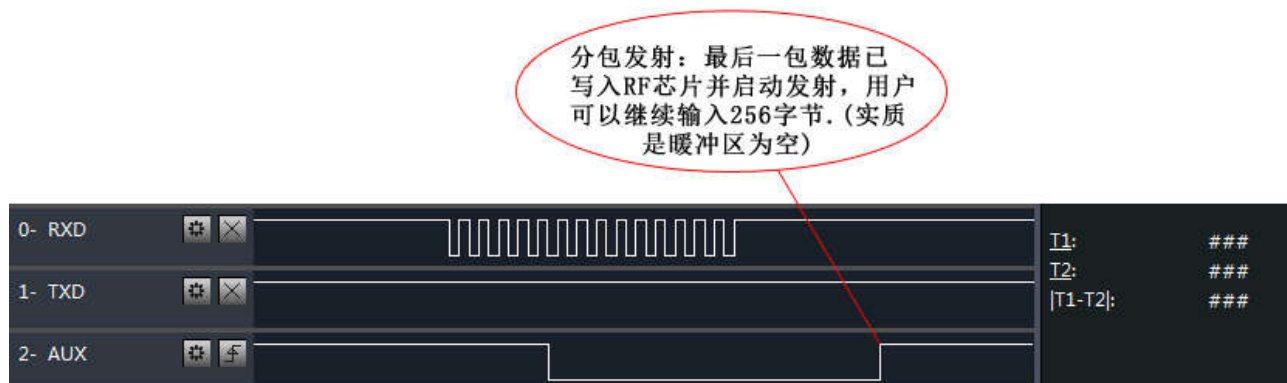 分包发射：最后一包数据已
写入RF芯片并启动发射，用户
可以继续输入256字节.(实质
是暖冲区为空)
0- RXD
T1: ###
T2: ###
1- TXD
|T1-T2|: ###
2- AUX